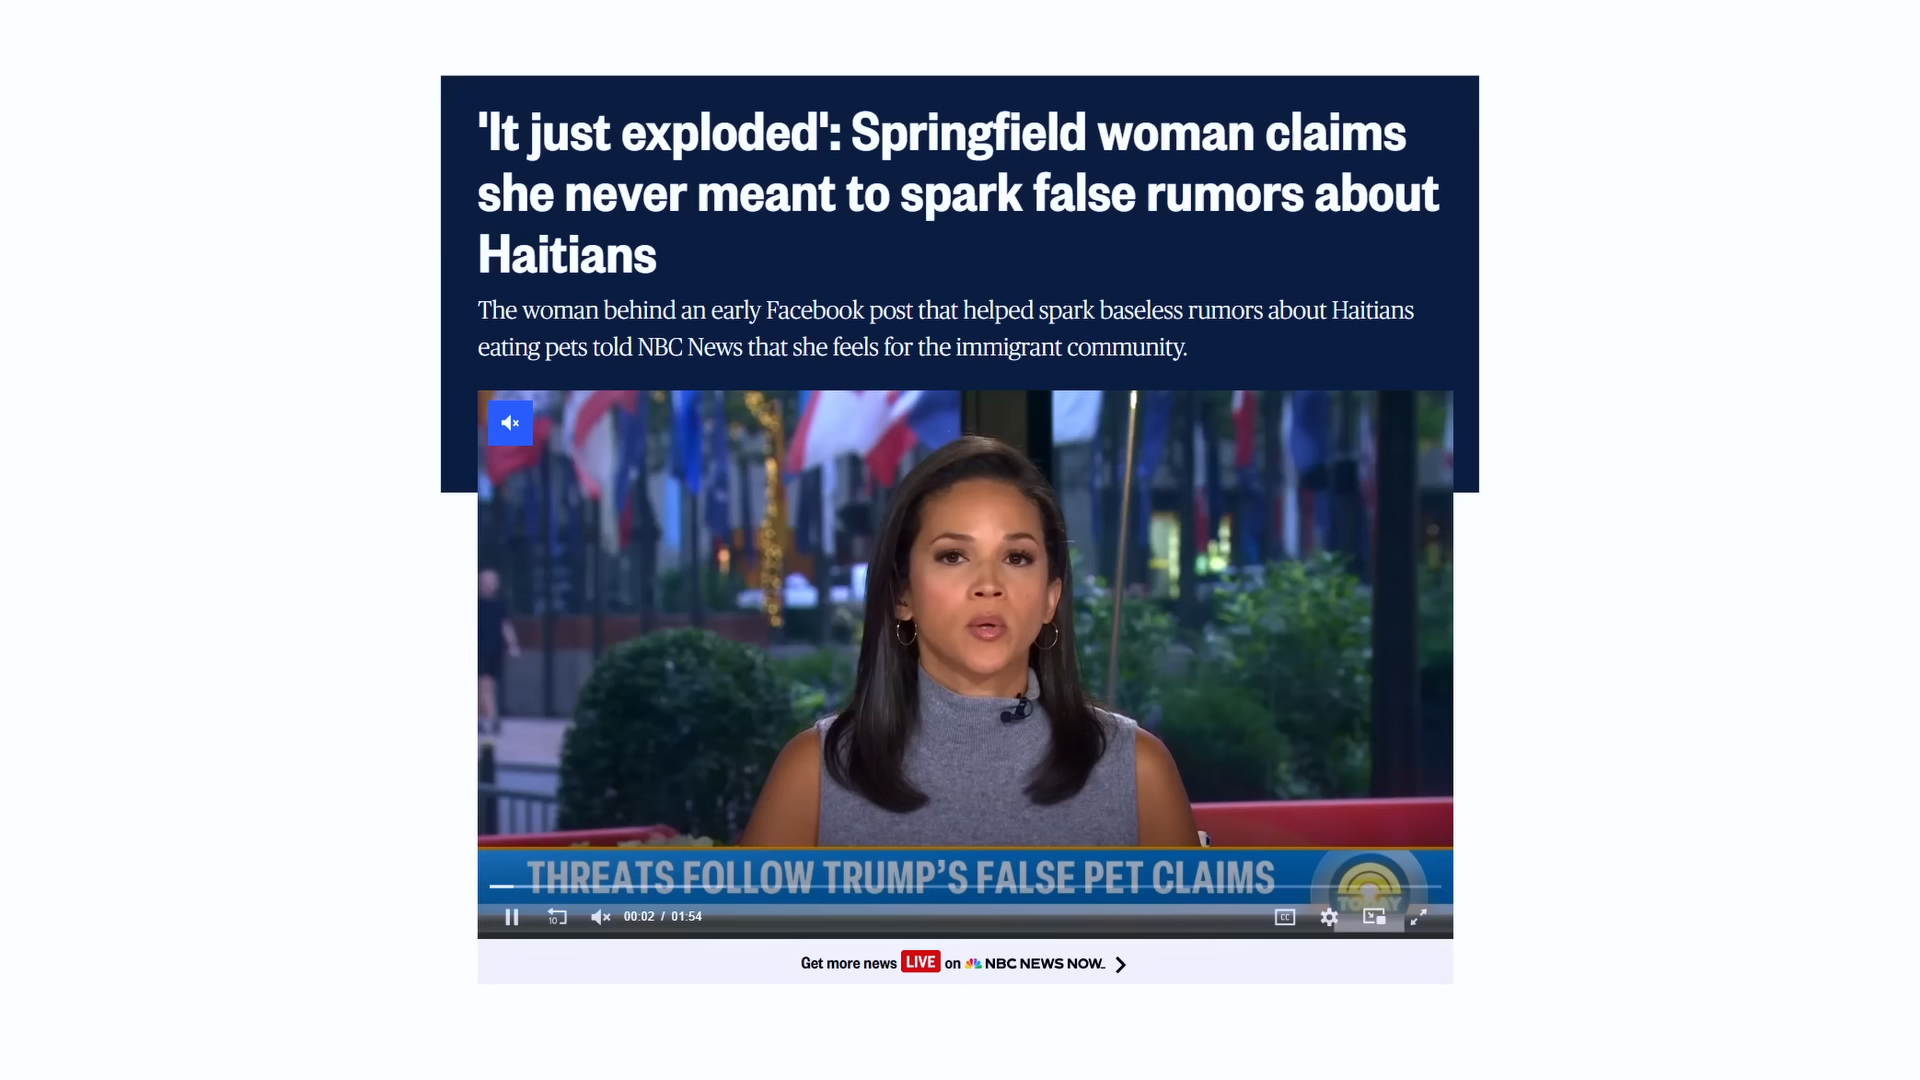 'It just exploded': Springfield woman claims
she never meant to spark false rumors about
Haitians
The woman behind an early Facebook post that helped spark baseless rumors about Haitians
eating pets told NBC News that she feels for the immigrant community.
THREATS FOLLOW TRUMP'S FALSE PET CLAIMS
TODAY
10
00:02 / 01:54
CC
Get more news LIVE on NBC NEWS NOW